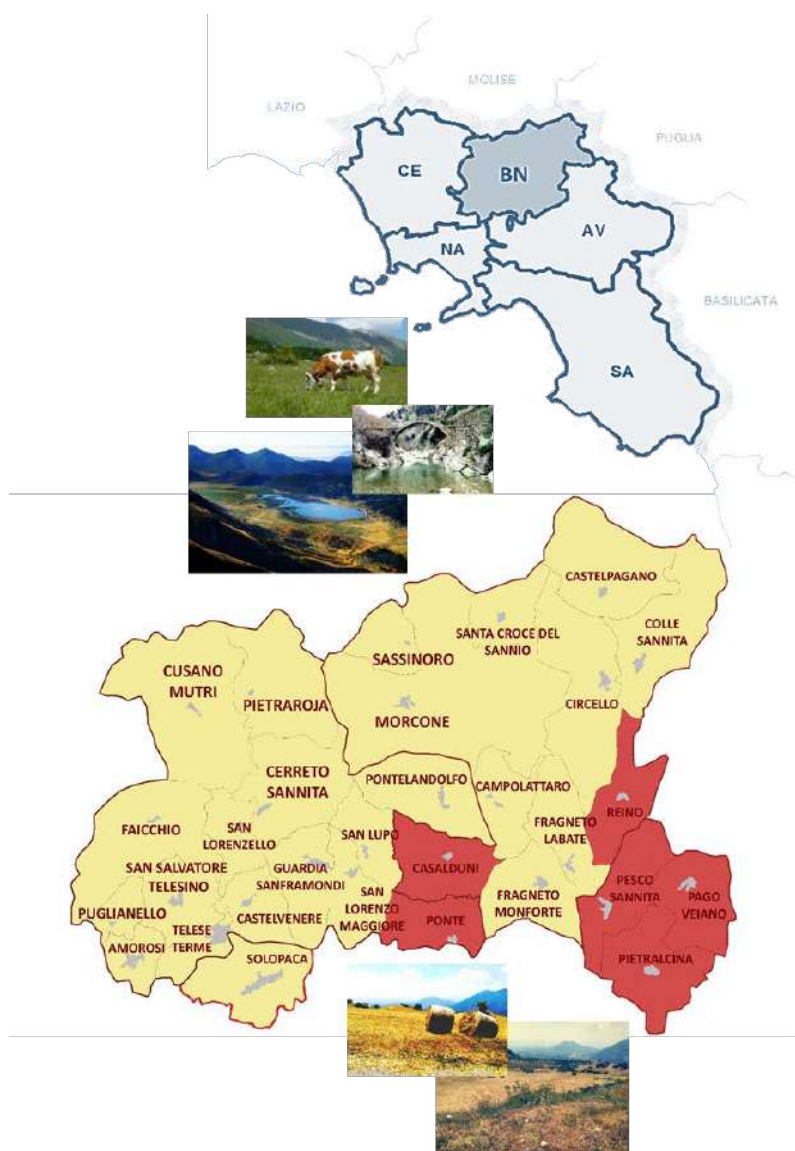 MOLISE
LAZIO
PUGLIA
CE
BN
AV
NA
BASILICATA
SA
CASTELPAGANO
COLLE
SANNITA
SANTA CROCE DEL
SANNIO
SASSINORO
CUSANO
MUTRI
PIETRAROJA
CIRCELLO
MORCONE
CERRETO
SANNITA
PONTELANDOLFO
CAMPOLATTARO
REINO
FAICCHIO
SAN
LORENZELLO
SAN LUPO
FRAGNETO
LABATE
SAN SALVATORE
TELESINO
GUARDIA
SANFRAMONDI
CASALDUNI
PESCO
SANNITA
PAGO
VEIANO
FRAGNETO
MONFORTE
SAN
LORENZO
MAGGIORE
PUGLIANELLO
CASTELVENERE
PONTE
TELESE
TERME
AMOROSI
SOLOPACA
PIETRALCINA